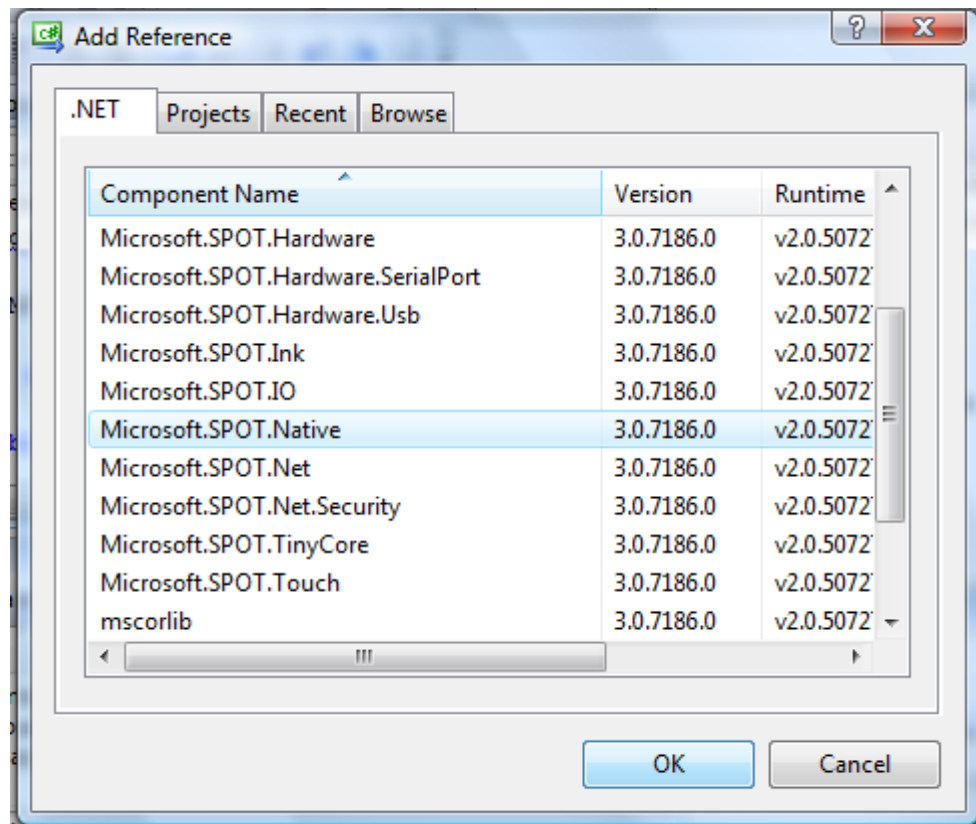 Add Reference
.NET Projects Recent Browse
Component Name Version Runtime
Microsoft.SPOT.Hardware 3.0.7186.0 v2.0.5072
Microsoft.SPOT.Hardware.SerialPort 3.0.7186.0 v2.0.5072
Microsoft.SPOT.Hardware.Usb 3.0.7186.0 v2.0.5072
Microsoft.SPOT.Ink 3.0.7186.0 v2.0.5072
Microsoft.SPOT.IO 3.0.7186.0 v2.0.5072
Microsoft.SPOT.Native 3.0.7186.0 v2.0.5072
Microsoft.SPOT.Net 3.0.7186.0 v2.0.5072
Microsoft.SPOT.Net.Security 3.0.7186.0 v2.0.5072
Microsoft.SPOT.TinyCore 3.0.7186.0 v2.0.5072
Microsoft.SPOT.Touch 3.0.7186.0 v2.0.5072
mscorlib 3.0.7186.0 v2.0.5072
OK Cancel